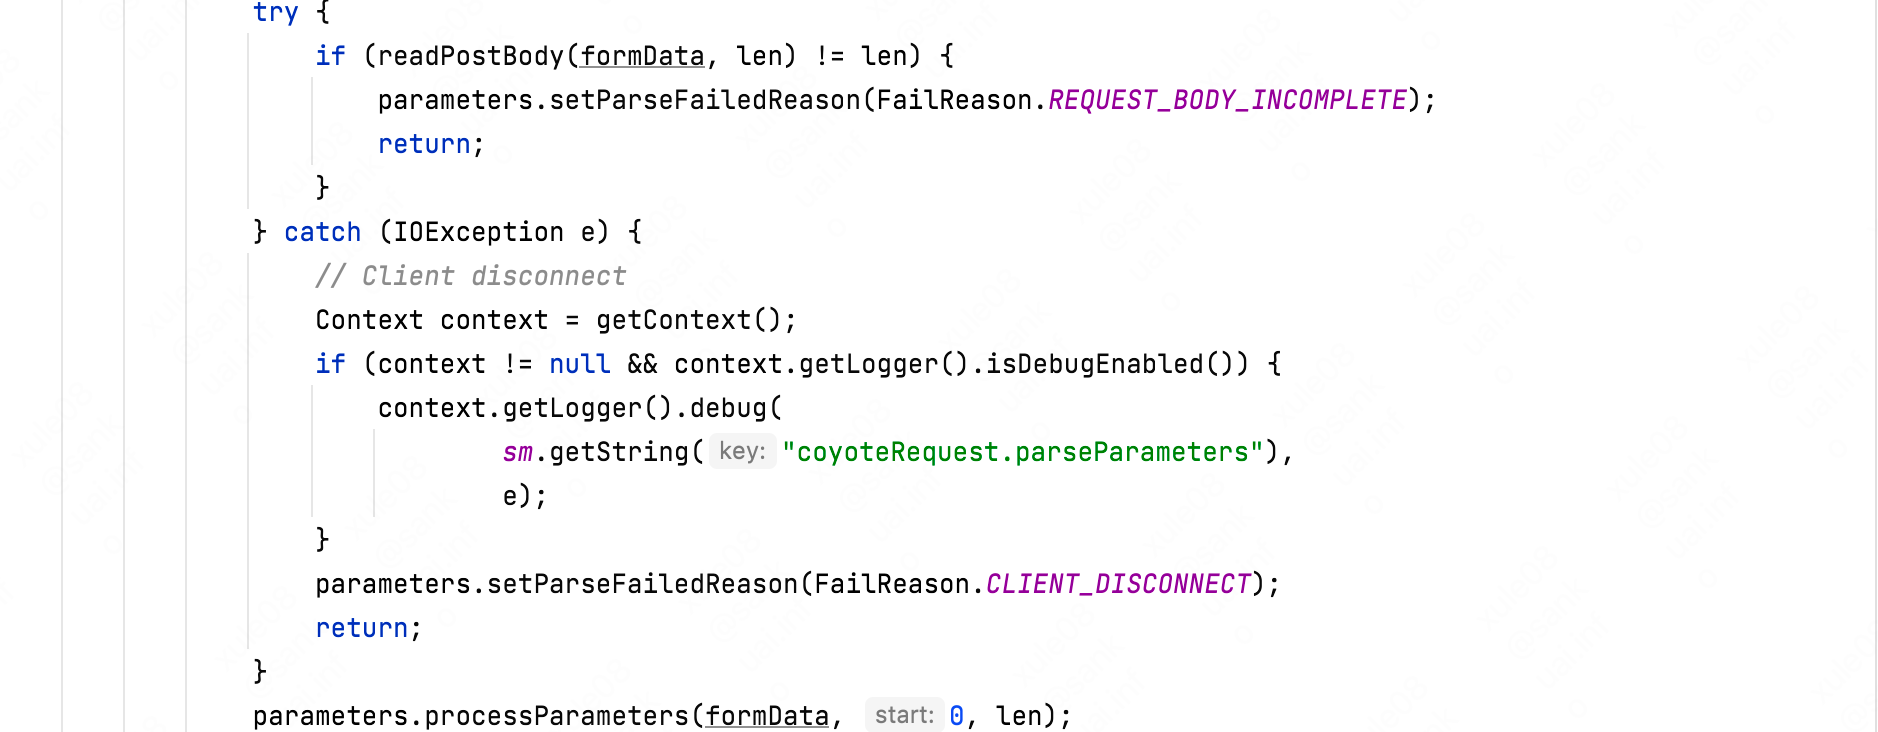 try {
if (readPostBody(formData, len) != len) {
parameters.setParseFailedReason(FailReason.REQUEST_BODY_INCOMPLETE);
return;
}
} catch (IOException e) {
// Client disconnect
Context context = getContext();
if (context != null && context.getLogger().isDebugEnabled()) {
context.getLogger().debug(
sm.getString( key: "coyoteRequest.parseParameters"),
e);
}
parameters.setParseFailedReason(FailReason.CLIENT_DISCONNECT);
return;
}
parameters.processParameters(formData, start: 0, len);